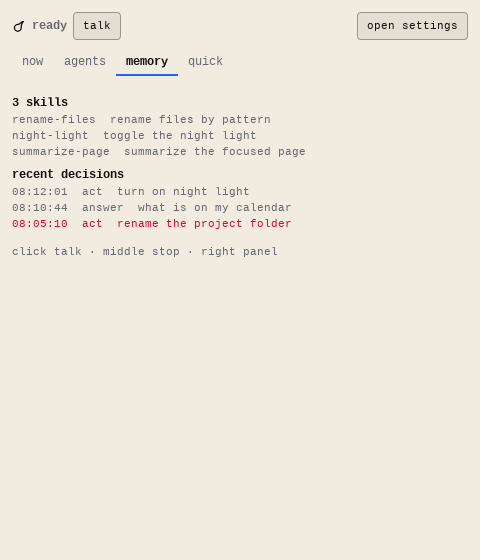 ready talk open settings
now agents memory quick
3 skills
rename-files rename files by pattern
night-light toggle the night light
summarize-page summarize the focused page
recent decisions
08:12:01 act turn on night light
08:10:44 answer what is on my calendar
08:05:10 act rename the project folder
click talk · middle stop · right panel